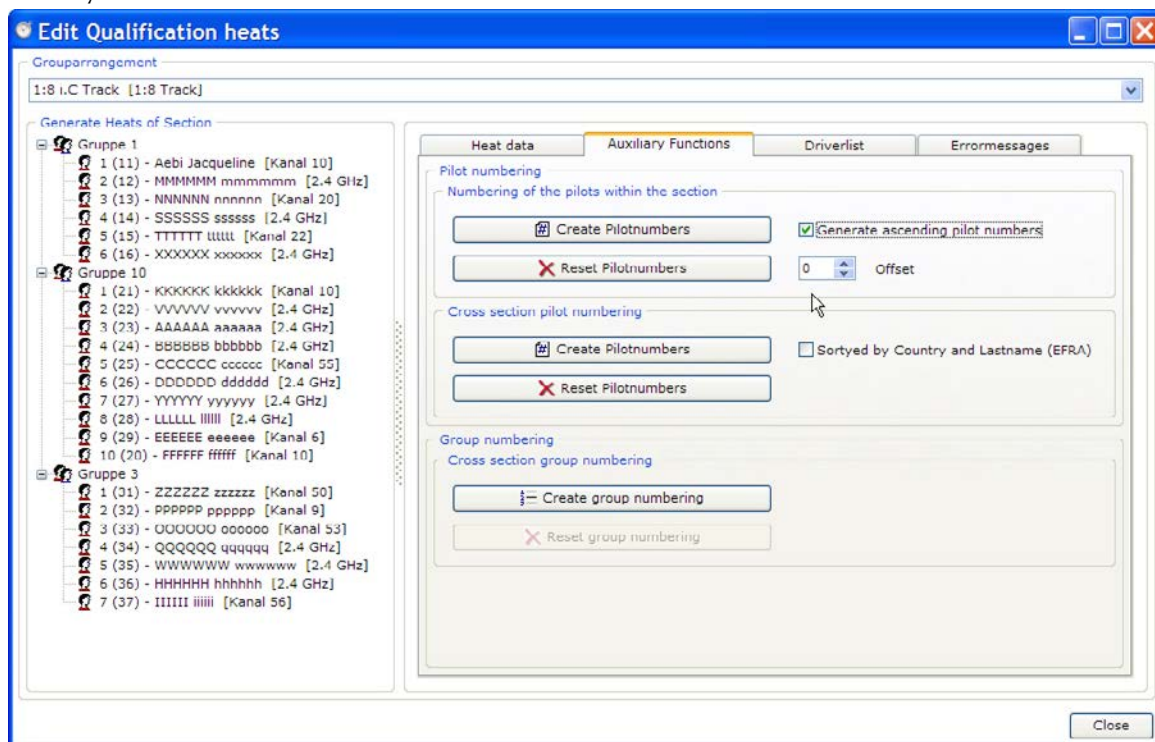 Edit Qualification heats
Grouparrangement
1:8 I.C Track [1:8 Track]
Generate Heats of Section
Gruppe 1
1 (11) - Aebi Jacqueline [Kanal 10]
2 (12) - MMMMMM mmmmmm [2.4 GHz]
3 (13) - NNNNNN nnnnnn [Kanal 20]
4 (14) - SSSSSS ssssss [2.4 GHz]
5 (15) - TTTTTT tttttt [Kanal 22]
6 (16) - XXXXXX xxxxxx [2.4 GHz]
Gruppe 10
1 (21) - KKKKKK kkkkkk [Kanal 10]
2 (22) - VVVVVV vvvvvv [2.4 GHz]
3 (23) - AAAAAA aaaaaa [2.4 GHz]
4 (24) - BBBBBB bbbbbb [2.4 GHz]
5 (25) - CCCCCC cccccc [Kanal 55]
6 (26) - DDDDDD dddddd [2.4 GHz]
7 (27) - YYYYYY yyyyyy [2.4 GHz]
8 (28) - LLLLLL llllll [2.4 GHz]
9 (29) - EEEEEE eeeeee [Kanal 6]
10 (20) - FFFFFF ffffff [Kanal 10]
Gruppe 3
1 (31) - ZZZZZZ zzzzzz [Kanal 50]
2 (32) - PPPPPP pppppp [Kanal 9]
3 (33) - OOOOOO oooooo [Kanal 53]
4 (34) - QQQQQQ qqqqqq [2.4 GHz]
5 (35) - WWWWWW wwwwww [2.4 GHz]
6 (36) - HHHHHH hhhhhh [2.4 GHz]
7 (37) - IIIIII iiiiii [Kanal 56]
Heat data
Auxiliary Functions
Driverlist
Errormessages
Pilot numbering
Numbering of the pilots within the section
Create Pilotnumbers
Generate ascending pilot numbers
Reset Pilotnumbers
0 Offset
Cross section pilot numbering
Create Pilotnumbers
Sortyed by Country and Lastname (EFRA)
Reset Pilotnumbers
Group numbering
Cross section group numbering
Create group numbering
Reset group numbering
Close